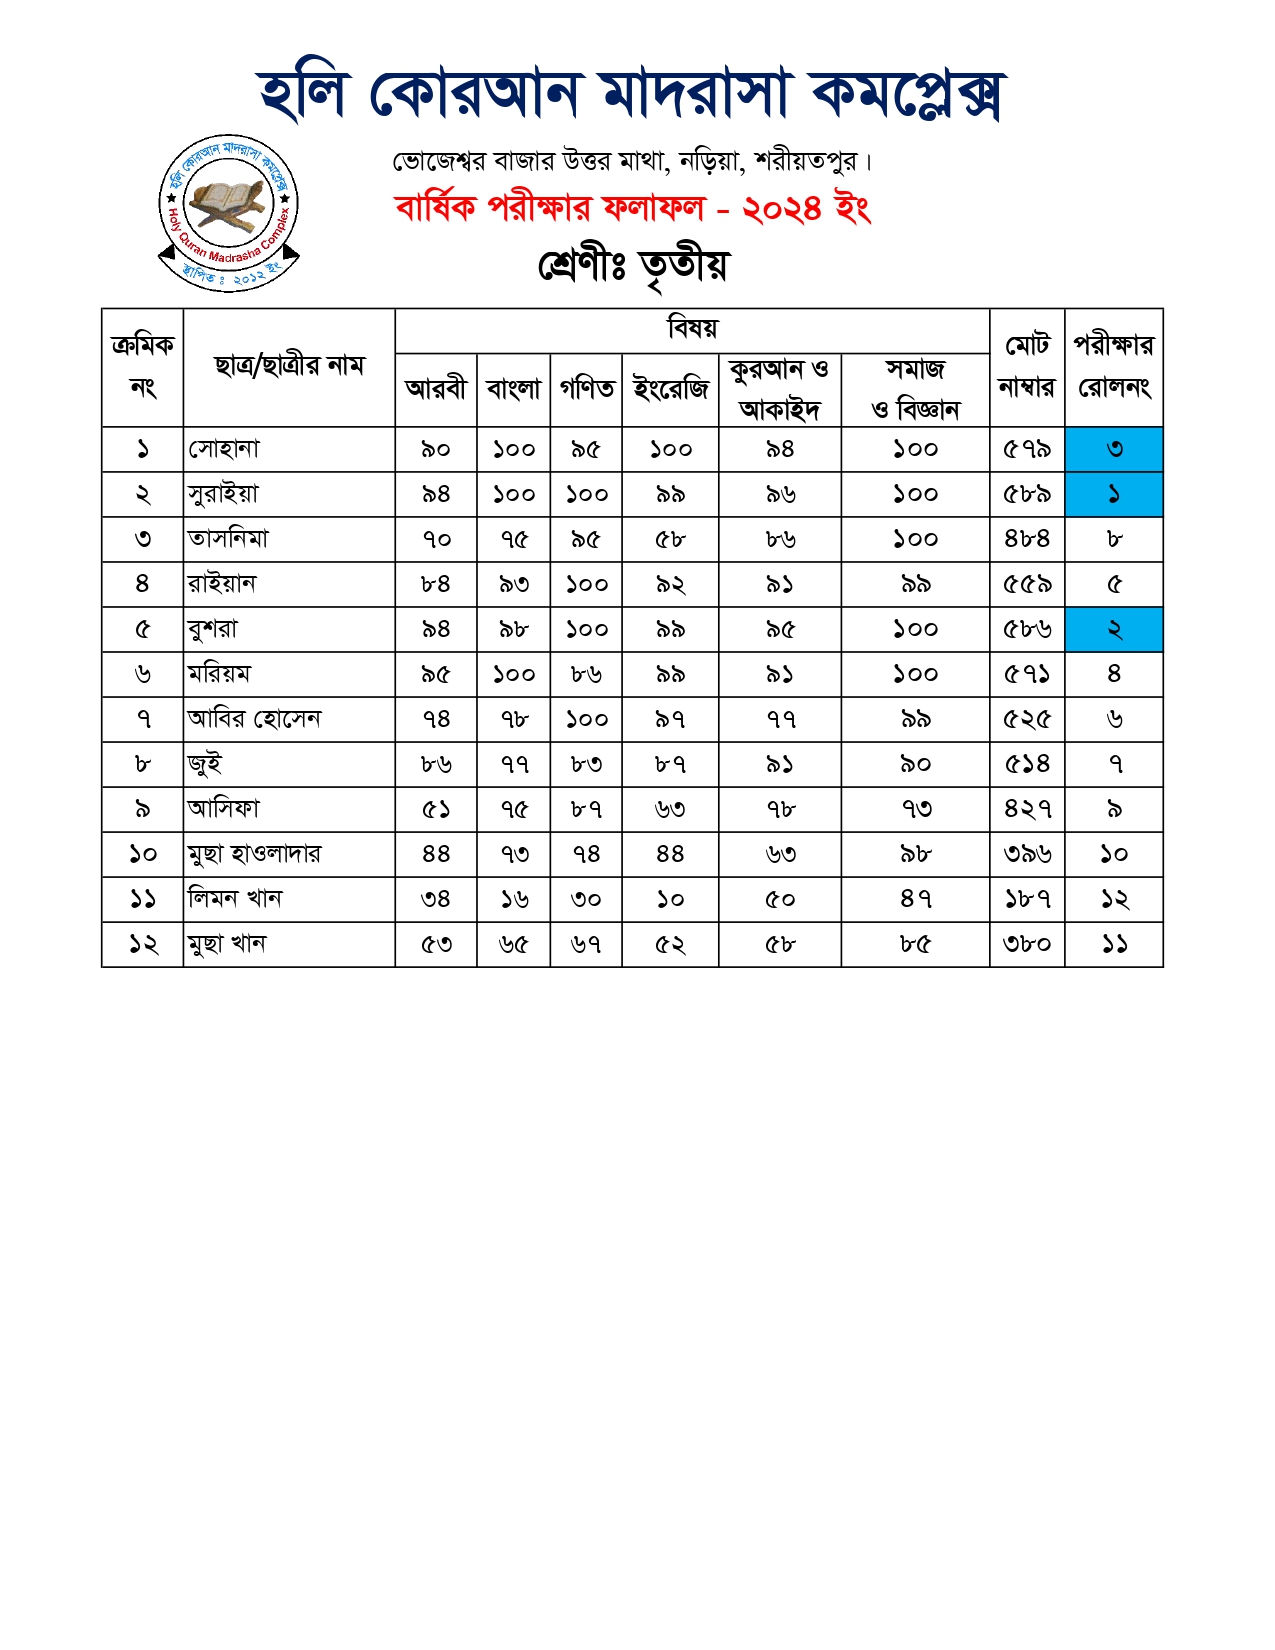 হলি কোরআন মাদরাসা কমপ্লেক্স
হলি কোরআন মাদরাসা কমপ্লেক্স
Holy Quran Madrasha Complex
স্থাপিত : ২০১২ ইং
ভোজেশ্বর বাজার উত্তর মাথা, নড়িয়া, শরীয়তপুর।
বার্ষিক পরীক্ষার ফলাফল - ২০২৪ ইং
শ্রেণীঃ তৃতীয়
ক্রমিক নং ছাত্র/ছাত্রীর নাম বিষয় মোট নাম্বার পরীক্ষার রোলনং
আরবী বাংলা গণিত ইংরেজি কুরআন ও আকাইদ সমাজ ও বিজ্ঞান
১ সোহানা ৯০ ১০০ ৯৫ ১০০ ৯৪ ১০০ ৫৭৯ ৩
২ সুরাইয়া ৯৪ ১০০ ১০০ ৯৯ ৯৬ ১০০ ৫৮৯ ১
৩ তাসনিমা ৭০ ৭৫ ৯৫ ৫৮ ৮৬ ১০০ ৪৮৪ ৮
৪ রাইয়ান ৮৪ ৯৩ ১০০ ৯২ ৯১ ৯৯ ৫৫৯ ৫
৫ বুশরা ৯৪ ৯৮ ১০০ ৯৯ ৯৫ ১০০ ৫৮৬ ২
৬ মরিয়ম ৯৫ ১০০ ৮৬ ৯৯ ৯১ ১০০ ৫৭১ ৪
৭ আবির হোসেন ৭৪ ৭৮ ১০০ ৯৭ ৭৭ ৯৯ ৫২৫ ৬
৮ জুই ৮৬ ৭৭ ৮৩ ৮৭ ৯১ ৯০ ৫১৪ ৭
৯ আসিফা ৫১ ৭৫ ৮৭ ৬৩ ৭৮ ৭৩ ৪২৭ ৯
১০ মুছা হাওলাদার ৪৪ ৭৩ ৭৪ ৪৪ ৬৩ ৯৮ ৩৯৬ ১০
১১ লিমন খান ৩৪ ১৬ ৩০ ১০ ৫০ ৪৭ ১৮৭ ১২
১২ মুছা খান ৫৩ ৬৫ ৬৭ ৫২ ৫৮ ৮৫ ৩৮০ ১১